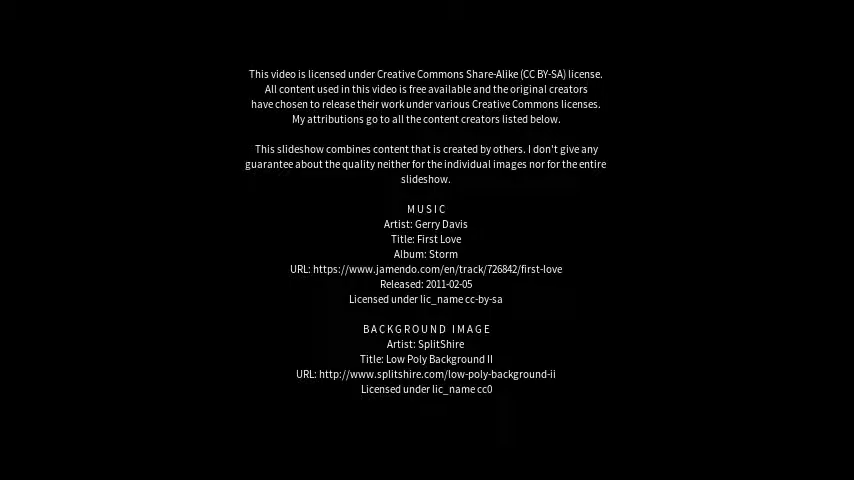 This video is licensed under Creative Commons Share-Alike (CC BY-SA) license.
All content used in this video is free available and the original creators
have chosen to release their work under various Creative Commons licenses.
My attributions go to all the content creators listed below.
This slideshow combines content that is created by others. I don't give any
guarantee about the quality neither for the individual images nor for the entire
slideshow.
MUSIC
Artist: Gerry Davis
Title: First Love
Album: Storm
URL: https://www.jamendo.com/en/track/726842/first-love
Released: 2011-02-05
Licensed under lic_name cc-by-sa
BACKGROUND IMAGE
Artist: SplitShire
Title: Low Poly Background II
URL: http://www.splitshire.com/low-poly-background-ii
Licensed under lic_name cc0